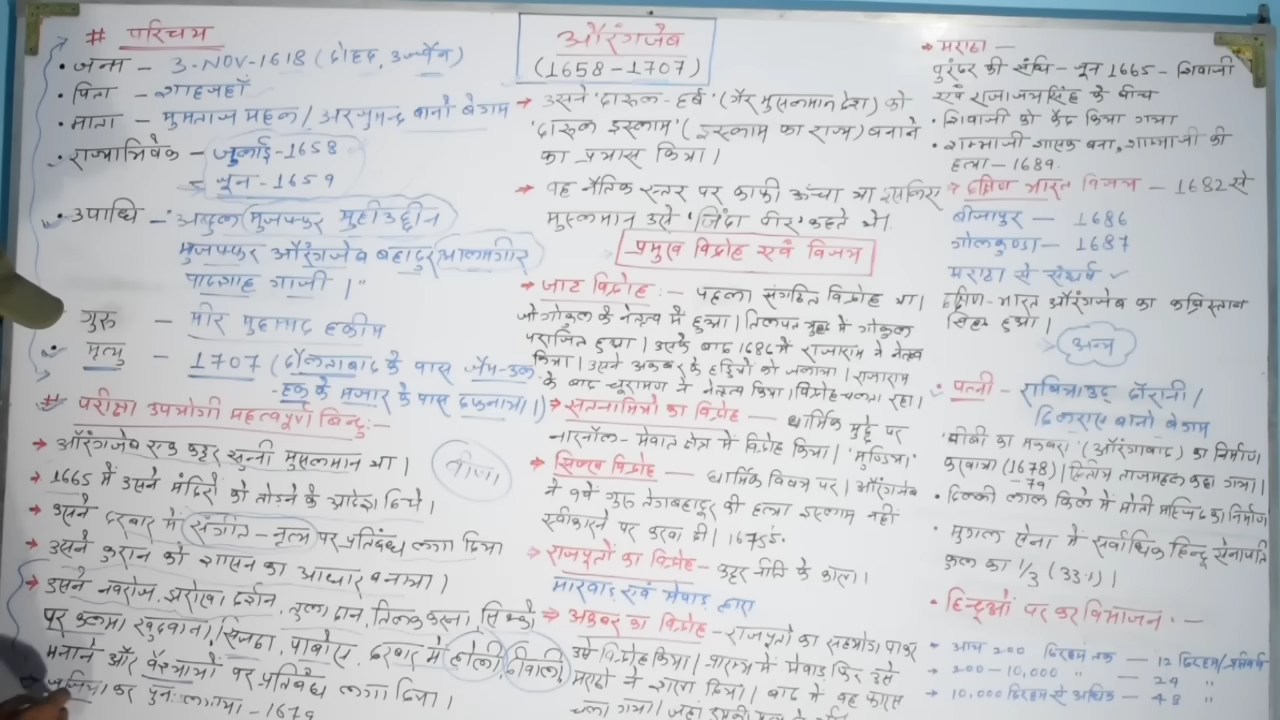 # परिचय
• जन्म - 3-NOV-1618 (दोहद, उज्जैन)
• पिता - शाहजहाँ
• माता - मुमताज महल / अरजुमन्द बानो बेगम
• राज्याभिषेक - जुलाई-1658
जून-1659
• उपाधि - अब्दुल मुजफ्फर मुहीउद्दीन
मुजफ्फर औरंगजेब बहादुर आलमगीर
पादशाह गाजी।"
गुरु - मीर मुहम्मद हकीम
• मृत्यु - 1707 (दौलताबाद के पास जैम-उल
-हक के मजार के पास दफनाया।)
# परीक्षा उपयोगी महत्वपूर्ण बिन्दु:-
→ औरंगजेब एक कट्टर सुन्नी मुसलमान था।
→ 1665 में उसने मंदिरों को तोड़ने के आदेश दिये।
→ उसने दरबार में संगीत-नृत्य पर प्रतिबंध लगा दिया
→ उसने कुरान को शासन का आधार बनाया।
→ उसने नवरोज, झरोखा दर्शन, तुला दान, तिलक करना, सिक्को
पर कलमा खुदवाना, सिजदा, पाबोस, दरबार में होली, दीवाली
मनाने और वैश्याओं पर प्रतिबंध लगा दिया।
→ जजिया कर पुनः लगाया - 1679
औरंगजेब
(1658-1707)
→ उसने 'दारुल-हर्ब' (गैर मुसलमान देश) को
'दारुल इस्लाम' (इस्लाम का राज्य) बनाने
का प्रयास किया।
→ वह नैतिक स्तर पर काफी ऊँचा था इसलिए
मुसलमान उसे 'जिंदा पीर' कहते थे।
प्रमुख विद्रोह एवं विजय
→ जाट विद्रोह :- पहला संगठित विद्रोह था।
जो गोकुल के नेतृत्व में हुआ। तिलपत युद्ध में गोकुल
पराजित हुआ। उसके बाद 1686 में राजाराम ने नेतृत्व
किया। उसने अकबर के हड्डियों को जलाया। राजाराम
के बाद चूरामण ने नेतृत्व किया। विद्रोह चलता रहा।
→ सतनामियों का विद्रोह - धार्मिक मुद्दे पर
नारनौल-मेवात क्षेत्र में विद्रोह किया। 'मुण्डिया'
→ सिक्ख विद्रोह - धार्मिक विषय पर। औरंगजेब
ने 9वें गुरु तेगबहादुर की हत्या इस्लाम नहीं
स्वीकारने पर करवा दी। 1675 ई.
→ राजपूतों का विद्रोह - कट्टर नीति के कारण।
मारवाड़ एवं मेवाड़ द्वारा
→ अकबर का विद्रोह - राजपूतों का सहयोग पाकर
उसे विद्रोह किया। प्रारम्भ में मेवाड़ फिर उसे
मराठों ने शरण दिया। बाद में वह फारस
चला गया। जहां उसकी
→ मराठा -
पुरंदर की संधि - जून 1665 - शिवाजी
एवं राजा जयसिंह के बीच
• शिवाजी को कैद किया गया
• शम्भाजी शासक बना, शम्भाजी की
हत्या - 1689.
→ दक्षिण भारत विजय - 1682 से
बीजापुर - 1686
गोलकुण्डा - 1687
मराठा से संघर्ष ✓
दक्षिण-भारत औरंगजेब का कब्रिस्तान
सिद्ध हुआ।
अन्य
• पत्नी - राबिया उद दौरानी।
दिलरास बानो बेगम
'बीबी का मकबरा' (औरंगाबाद) का निर्माण
करवाया (1678)। द्वितीय ताजमहल कहा गया।
-79
• दिल्ली लाल किले में मोती मस्जिद का निर्माण
• मुगल सेना में सर्वाधिक हिन्दू सेनापति
कुल का 1/3 (33%)।
• हिन्दुओं पर कर विभाजन :-
→ आय 200 दिरहम तक - 12 दिरहम/प्रतिवर्ष
→ 200-10,000 " - 24 "
→ 10,000 दिरहम से अधिक - 48 "